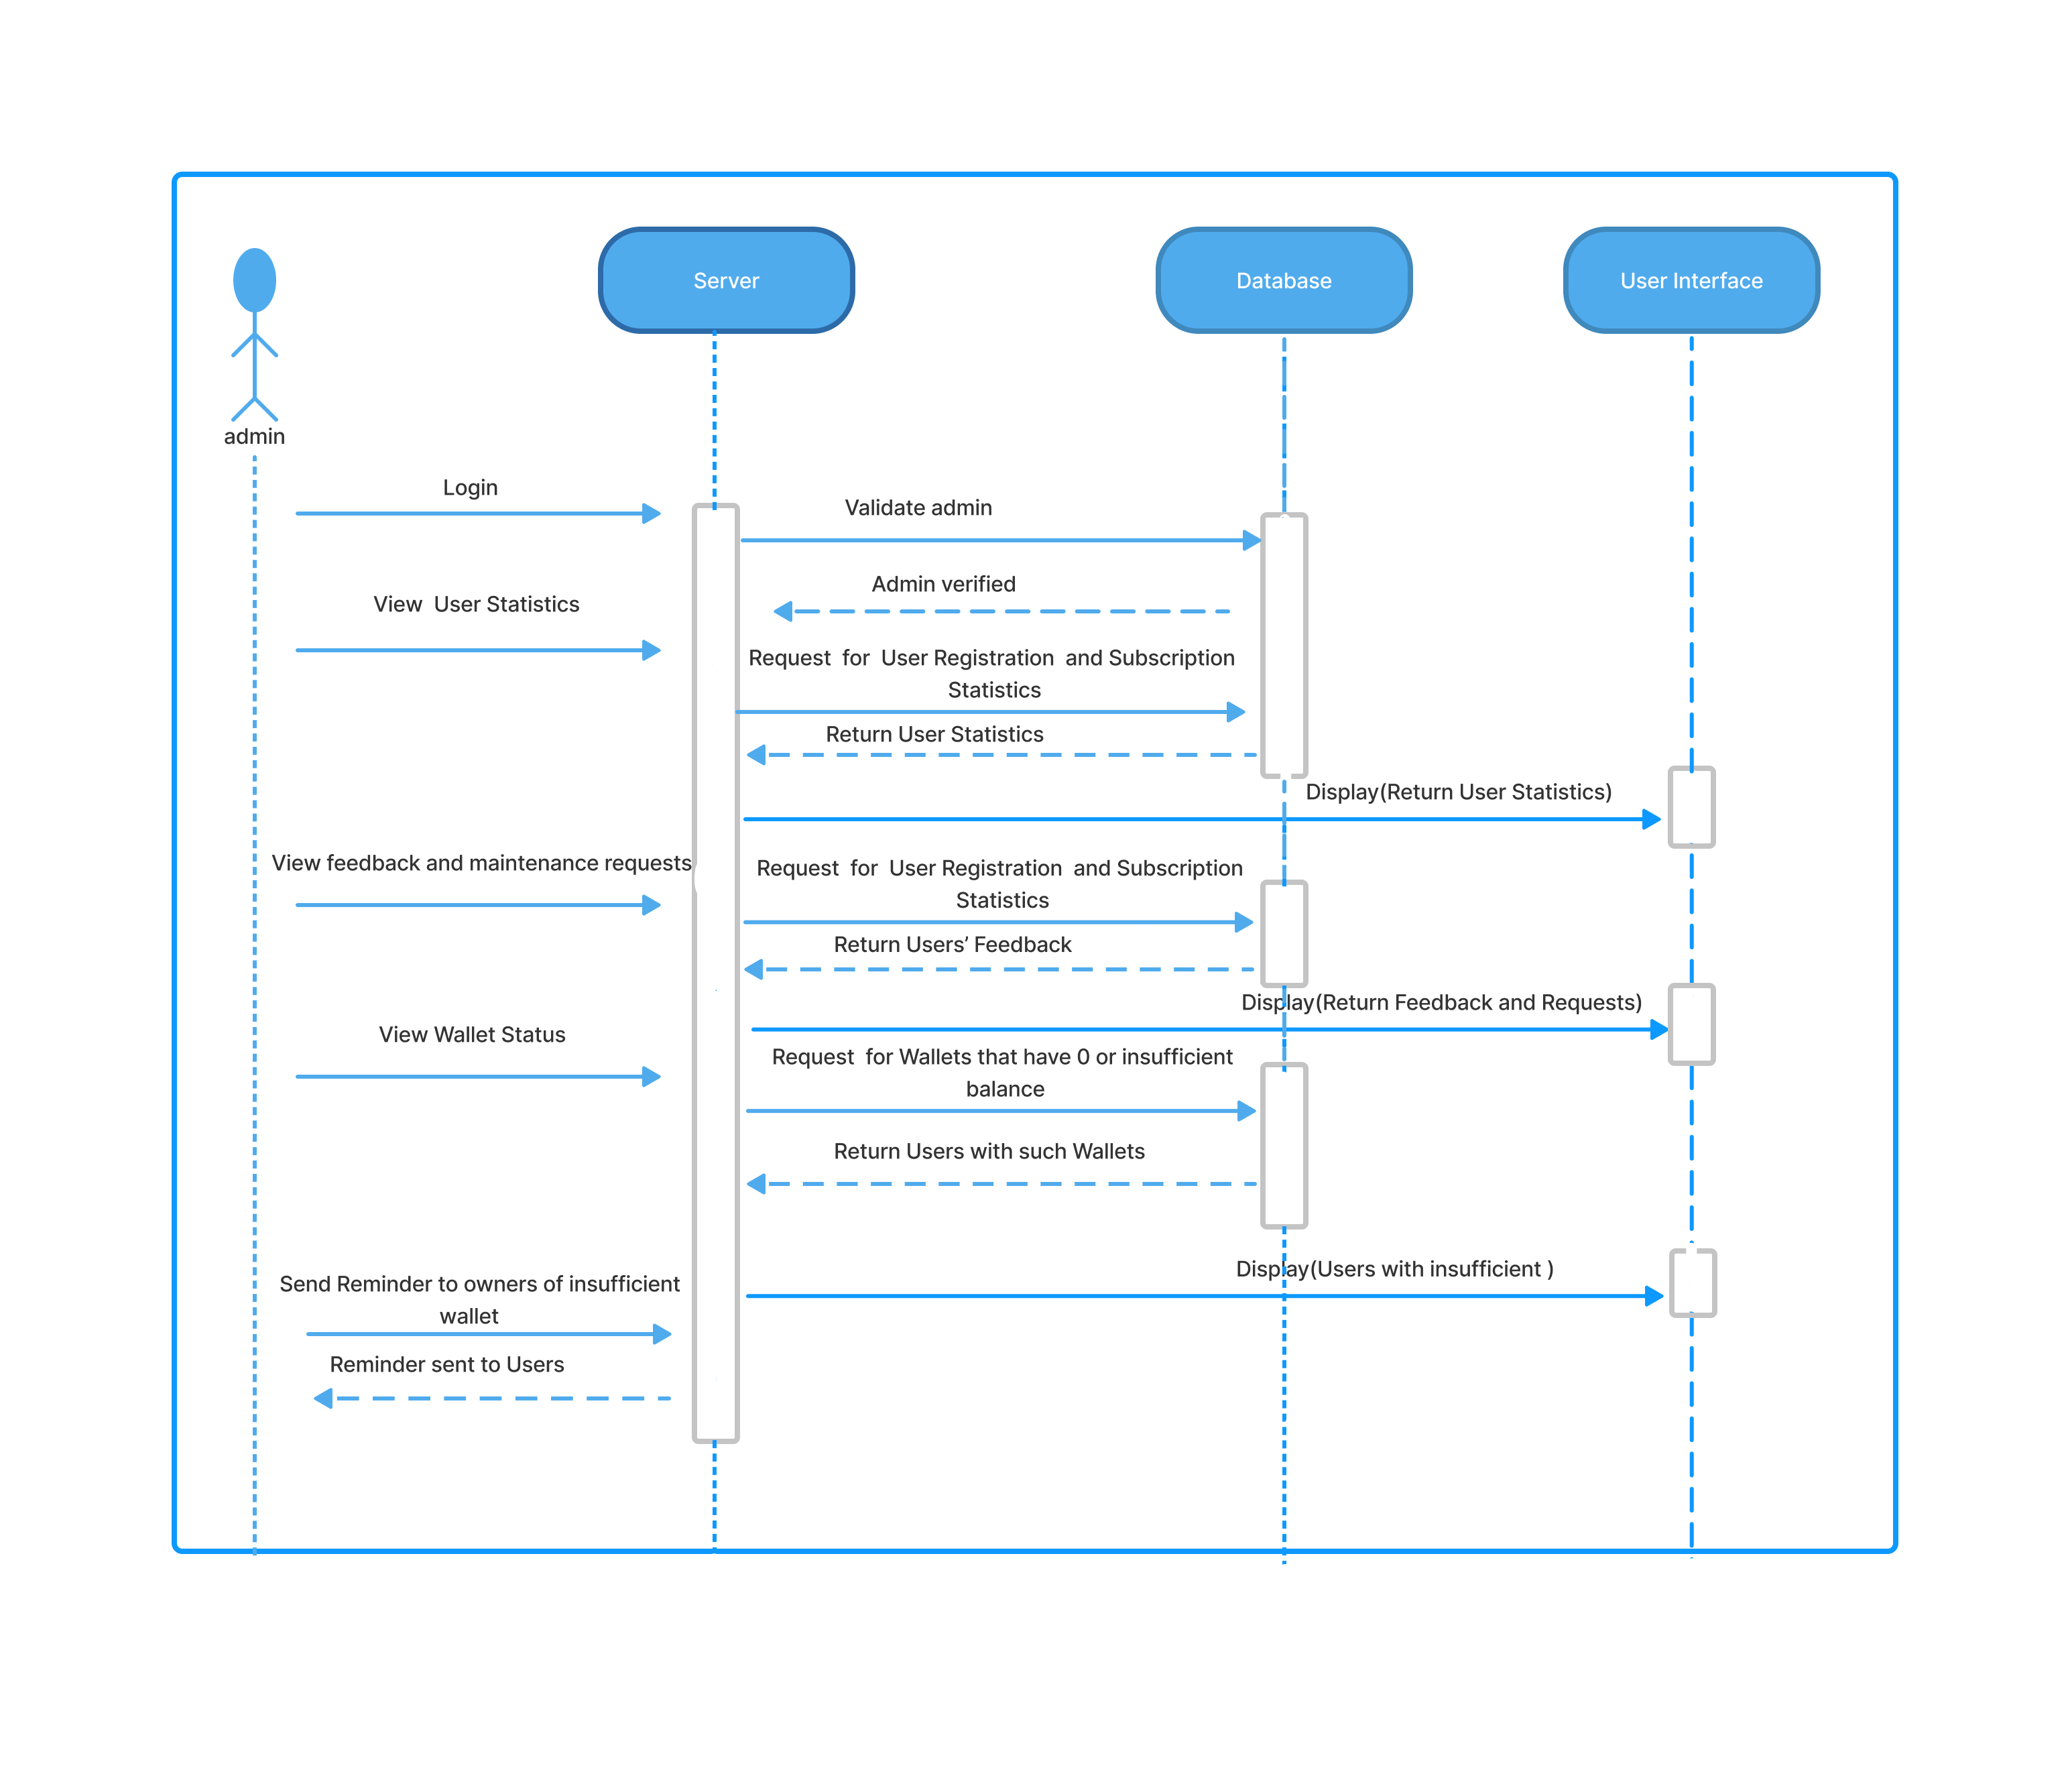 Server
Database
User Interface
admin
Login
Validate admin
Admin verified
View  User Statistics
Request  for  User Registration  and Subscription
Statistics
Return User Statistics
Display(Return User Statistics)
View feedback and maintenance requests
Request  for  User Registration  and Subscription
Statistics
Return Users’ Feedback
Display(Return Feedback and Requests)
View Wallet Status
Request  for Wallets that have 0 or insufficient
balance
Return Users with such Wallets
Display(Users with insufficient )
Send Reminder to owners of insufficient
wallet
Reminder sent to Users